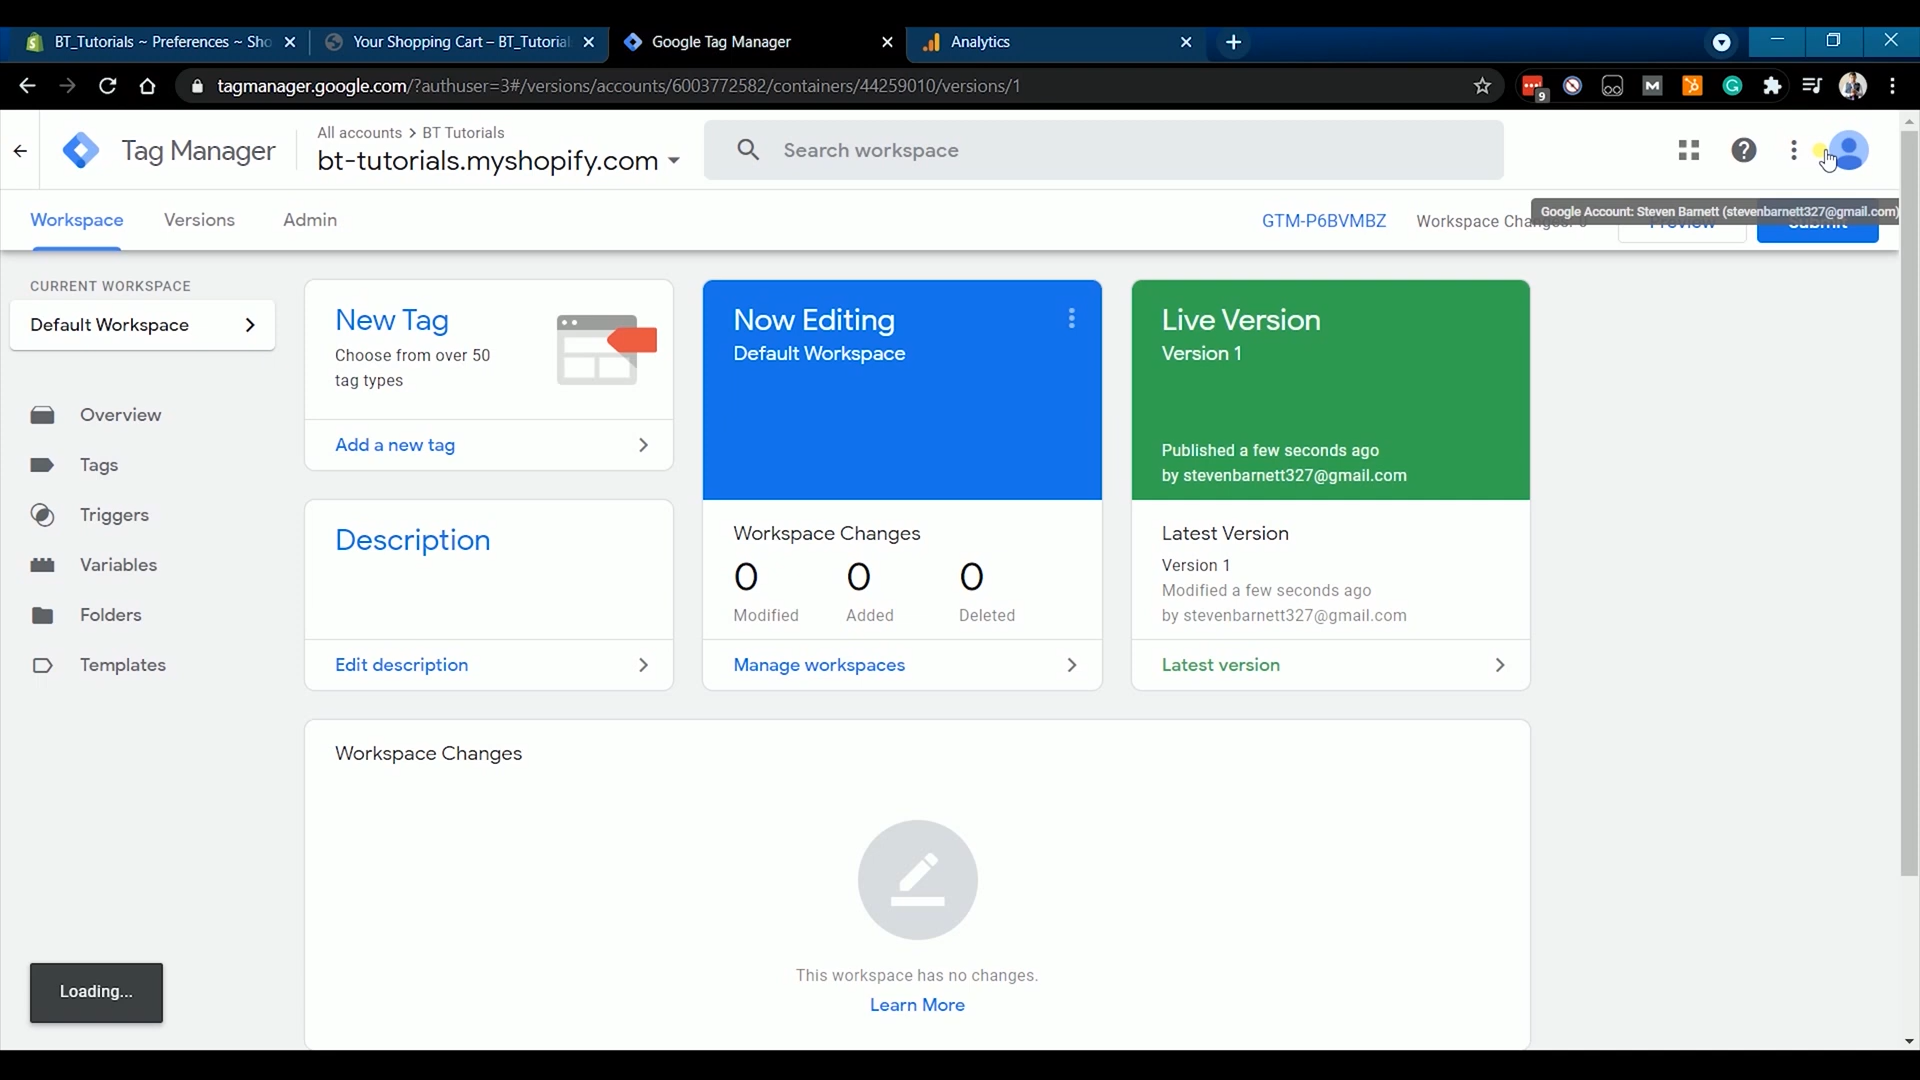 BT_Tutorials ~ Preferences ~ Sho
Your Shopping Cart – BT_Tutorial
Google Tag Manager
Analytics
tagmanager.google.com/?authuser=3#/versions/accounts/6003772582/containers/44259010/versions/1
9
Tag Manager
All accounts > BT Tutorials
bt-tutorials.myshopify.com
Search workspace
Workspace
Versions
Admin
GTM-P6BVMBZ
Workspace Changes: 0
Preview
Submit
Google Account: Steven Barnett (stevenbarnett327@gmail.com)
CURRENT WORKSPACE
Default Workspace
Overview
Tags
Triggers
Variables
Folders
Templates
New Tag
Choose from over 50
tag types
Add a new tag
Description
Edit description
Now Editing
Default Workspace
Workspace Changes
0 0 0
Modified Added Deleted
Manage workspaces
Live Version
Version 1
Published a few seconds ago
by stevenbarnett327@gmail.com
Latest Version
Version 1
Modified a few seconds ago
by stevenbarnett327@gmail.com
Latest version
Workspace Changes
This workspace has no changes.
Learn More
Loading...